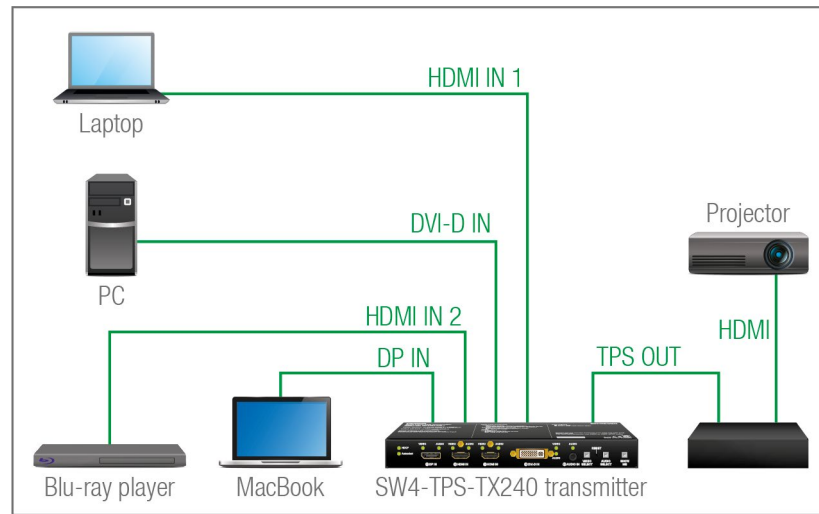 HDMI IN 1
Laptop
DVI-D IN
Projector
PC
HDMI IN 2
HDMI
DP IN
TPS OUT
Blu-ray player
MacBook
SW4-TPS-TX240 transmitter